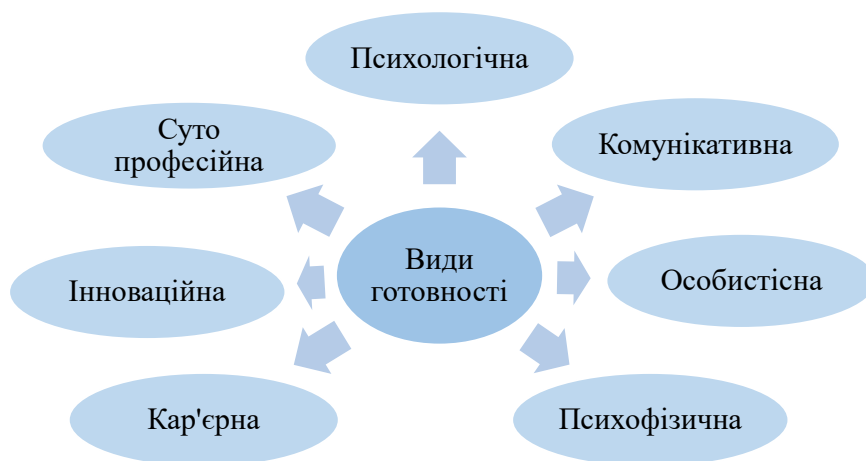 Психологічна
Суто
професійна
Комунікативна
Види
готовності
Інноваційна
Особистісна
Кар'єрна
Психофізична